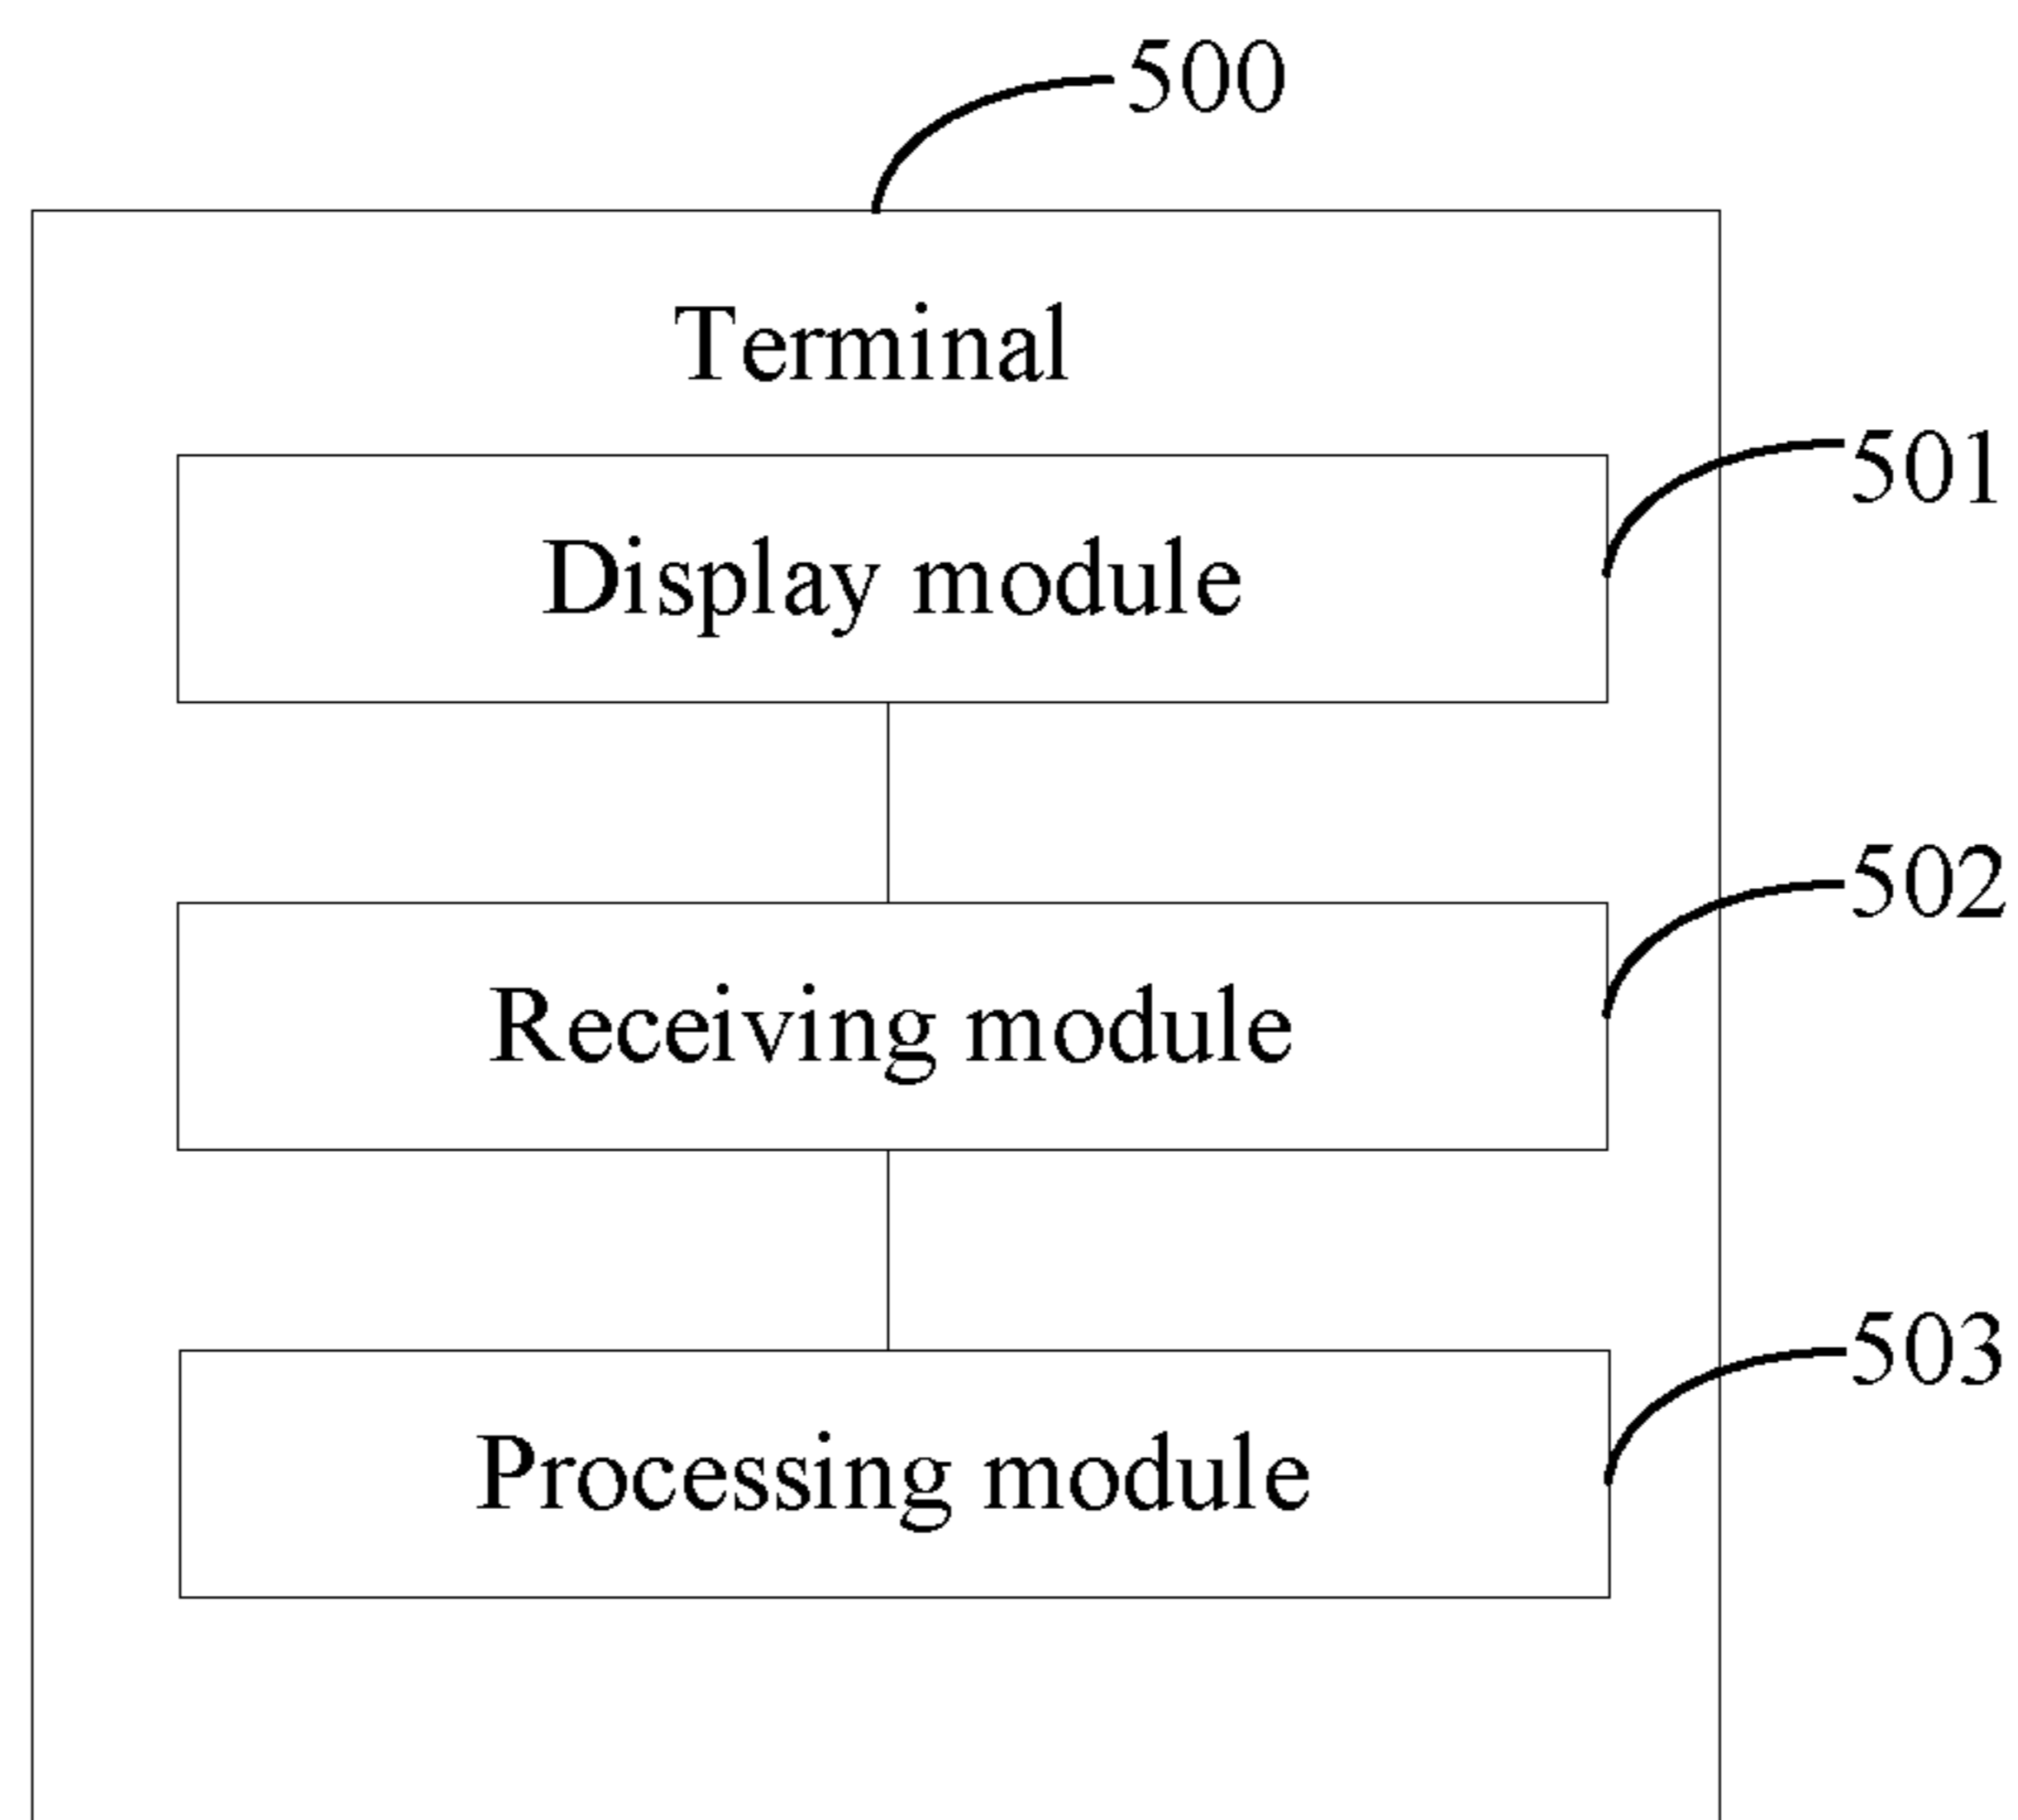 500
Terminal
501
Display module
502
Receiving module
503
Processing module